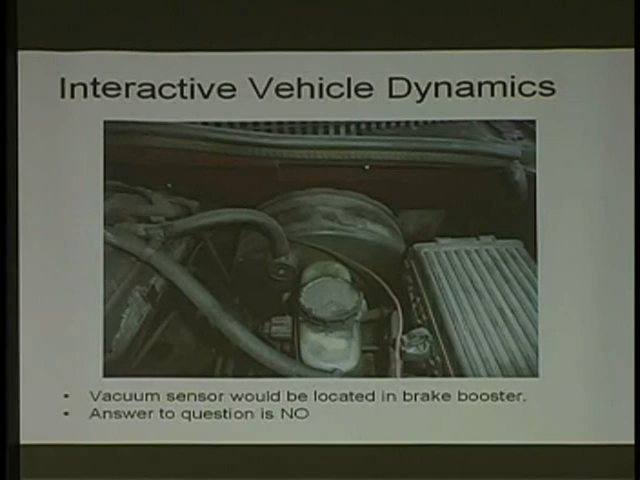 Interactive Vehicle Dynamics
• Vacuum sensor would be located in brake booster.
• Answer to question is NO